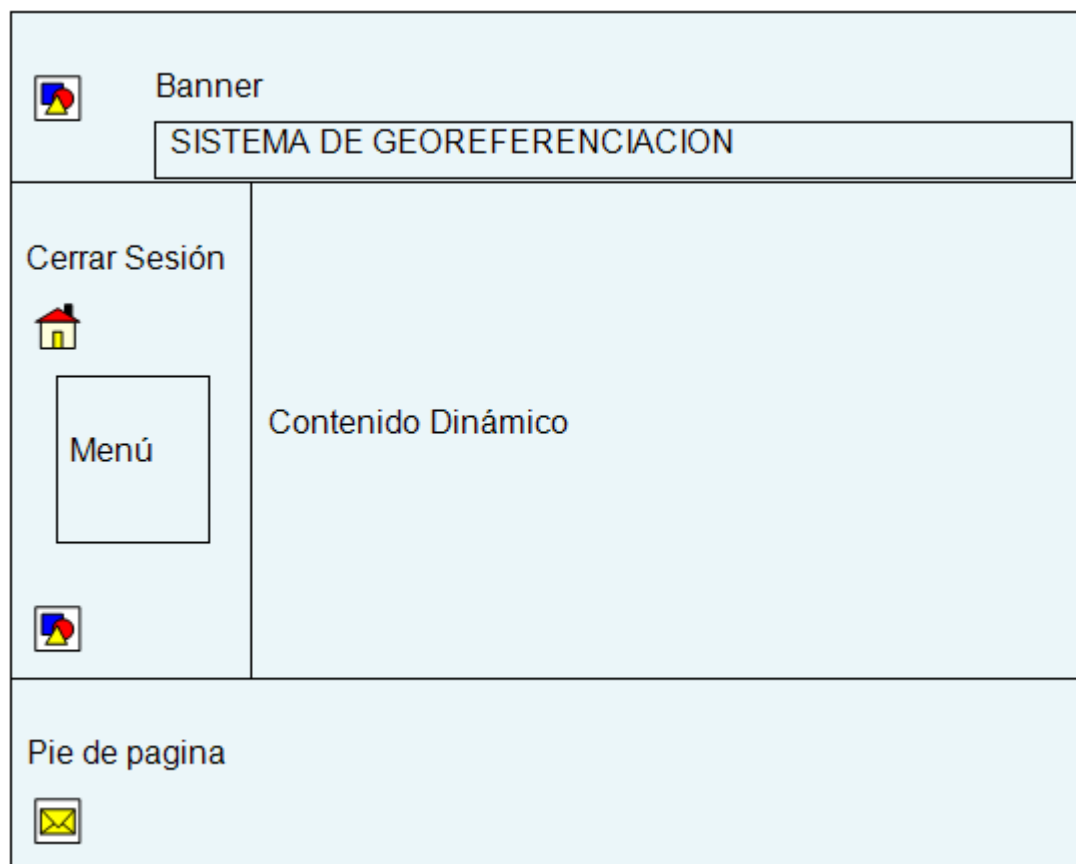 Banner
SISTEMA DE GEOREFERENCIACION
Cerrar Sesión
Menú
Contenido Dinámico
Pie de pagina